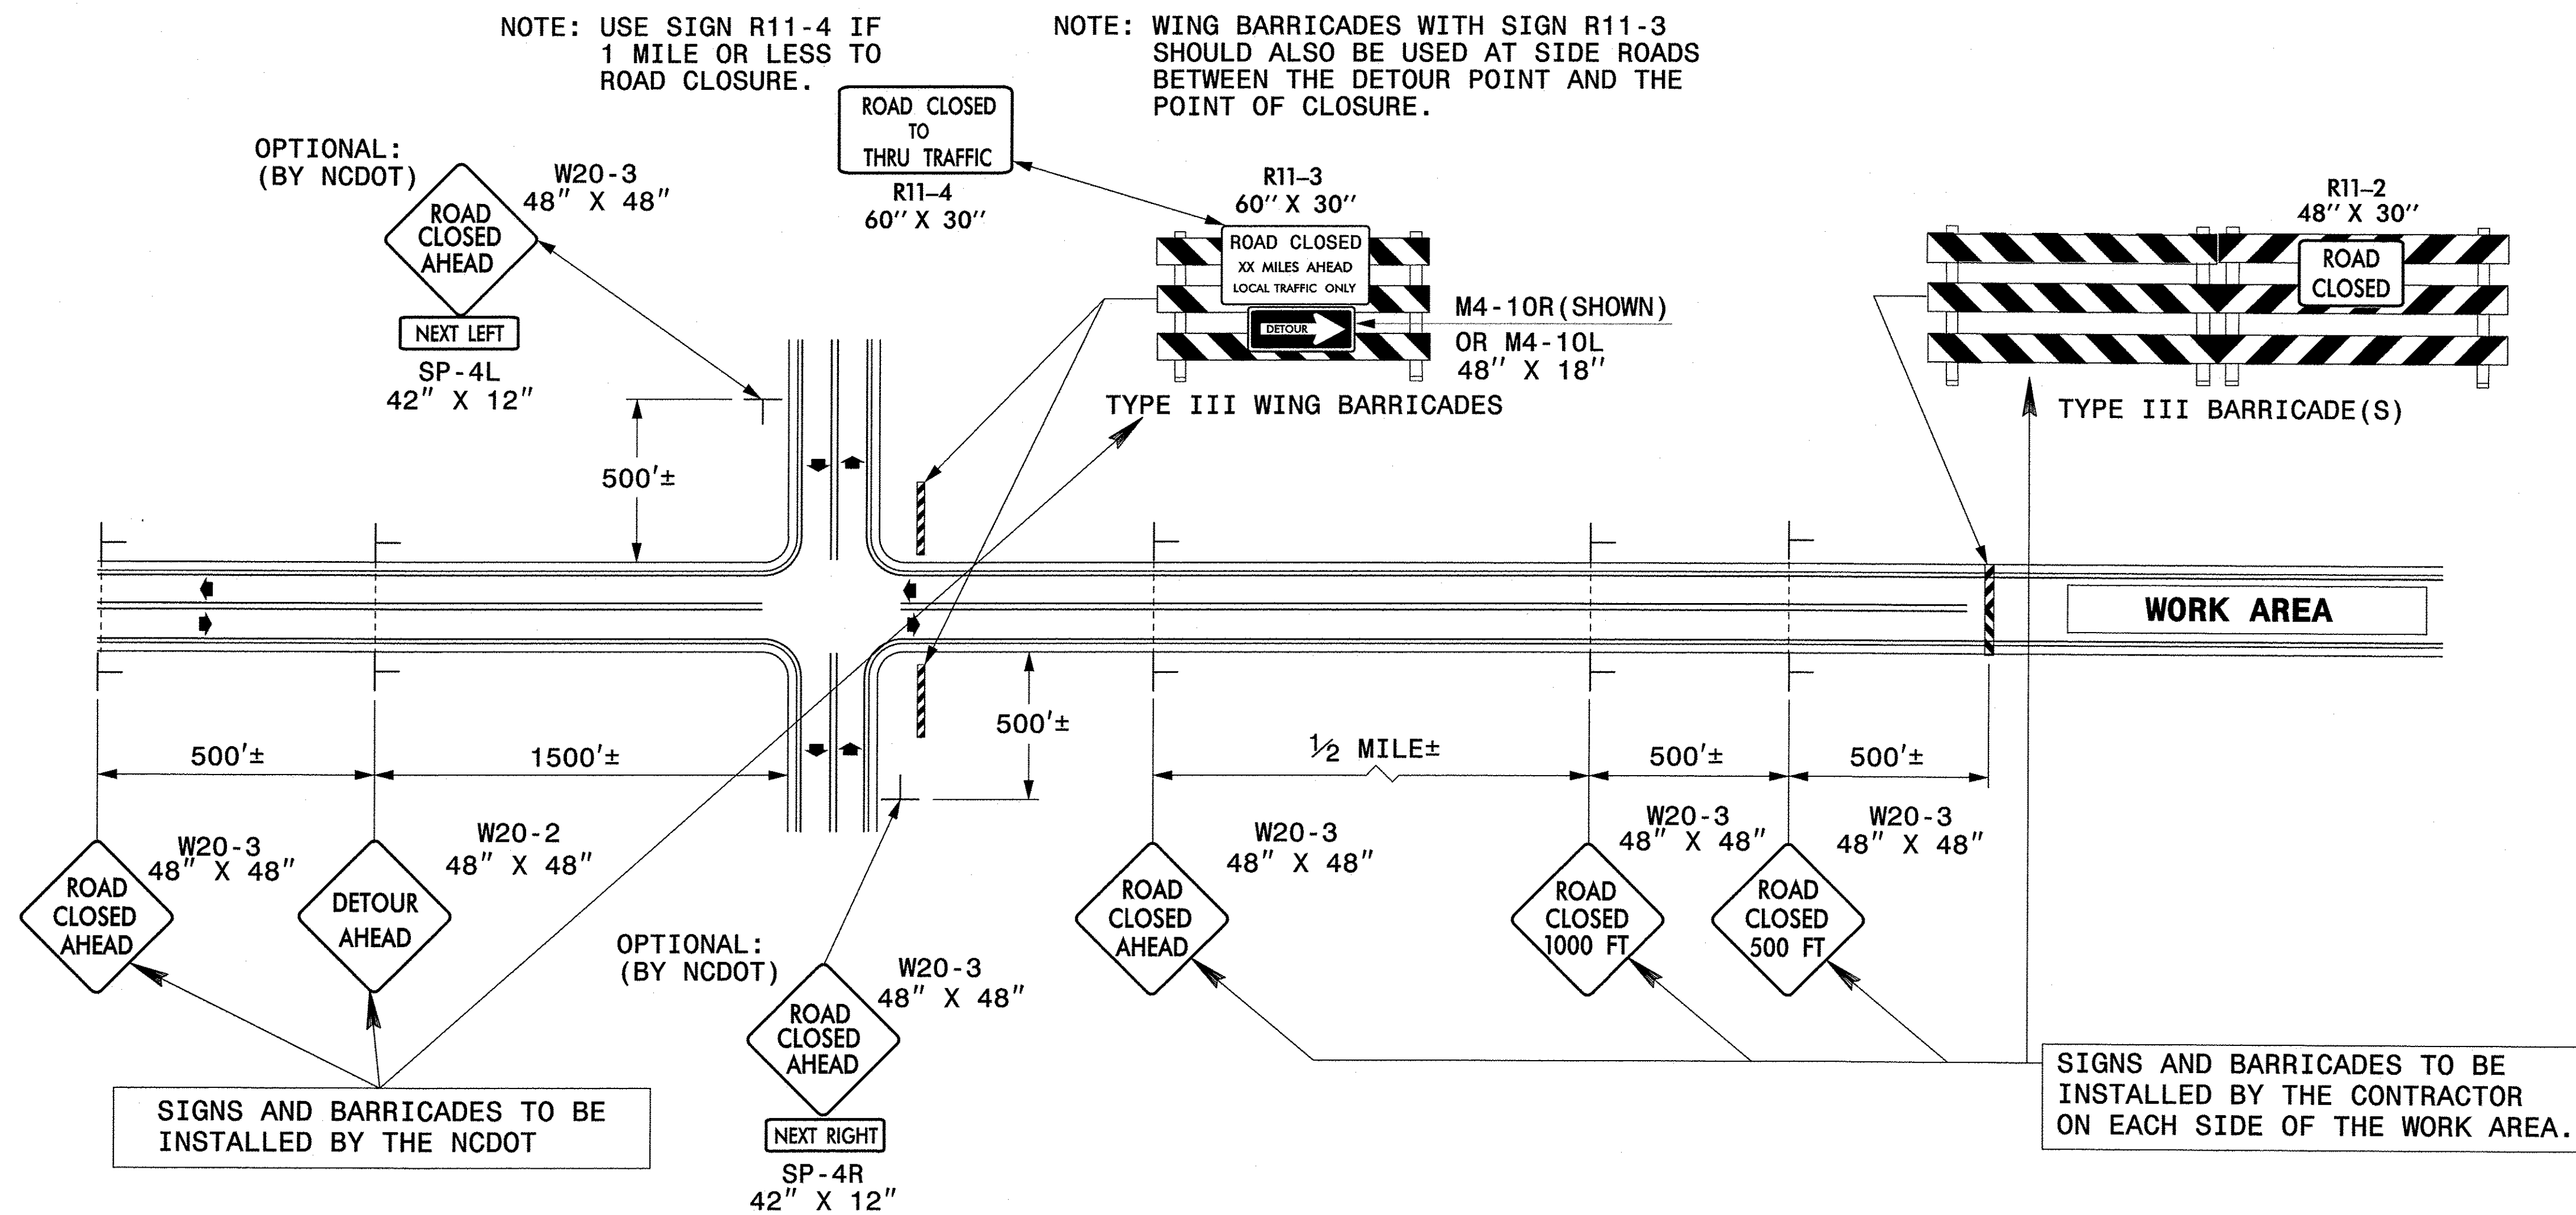 NOTE: USE SIGN R11-4 IF
1 MILE OR LESS TO
ROAD CLOSURE.
NOTE: WING BARRICADES WITH SIGN R11-3
SHOULD ALSO BE USED AT SIDE ROADS
BETWEEN THE DETOUR POINT AND THE
POINT OF CLOSURE.
ROAD CLOSED
TO
THRU TRAFFIC
R11-4
60" X 30"
OPTIONAL:
(BY NCDOT)
W20-3
48" X 48"
ROAD
CLOSED
AHEAD
NEXT LEFT
SP-4L
42" X 12"
R11-3
60" X 30"
ROAD CLOSED
XX MILES AHEAD
LOCAL TRAFFIC ONLY
DETOUR
M4-10R(SHOWN)
OR M4-10L
48" X 18"
TYPE III WING BARRICADES
R11-2
48" X 30"
ROAD
CLOSED
TYPE III BARRICADE(S)
500'±
WORK AREA
500'±
500'±
1500'±
1/2 MILE±
500'±
500'±
W20-3
48" X 48"
ROAD
CLOSED
AHEAD
W20-2
48" X 48"
DETOUR
AHEAD
OPTIONAL:
(BY NCDOT)
W20-3
48" X 48"
ROAD
CLOSED
AHEAD
NEXT RIGHT
SP-4R
42" X 12"
W20-3
48" X 48"
ROAD
CLOSED
AHEAD
W20-3
48" X 48"
ROAD
CLOSED
1000 FT
W20-3
48" X 48"
ROAD
CLOSED
500 FT
SIGNS AND BARRICADES TO BE
INSTALLED BY THE NCDOT
SIGNS AND BARRICADES TO BE
INSTALLED BY THE CONTRACTOR
ON EACH SIDE OF THE WORK AREA.